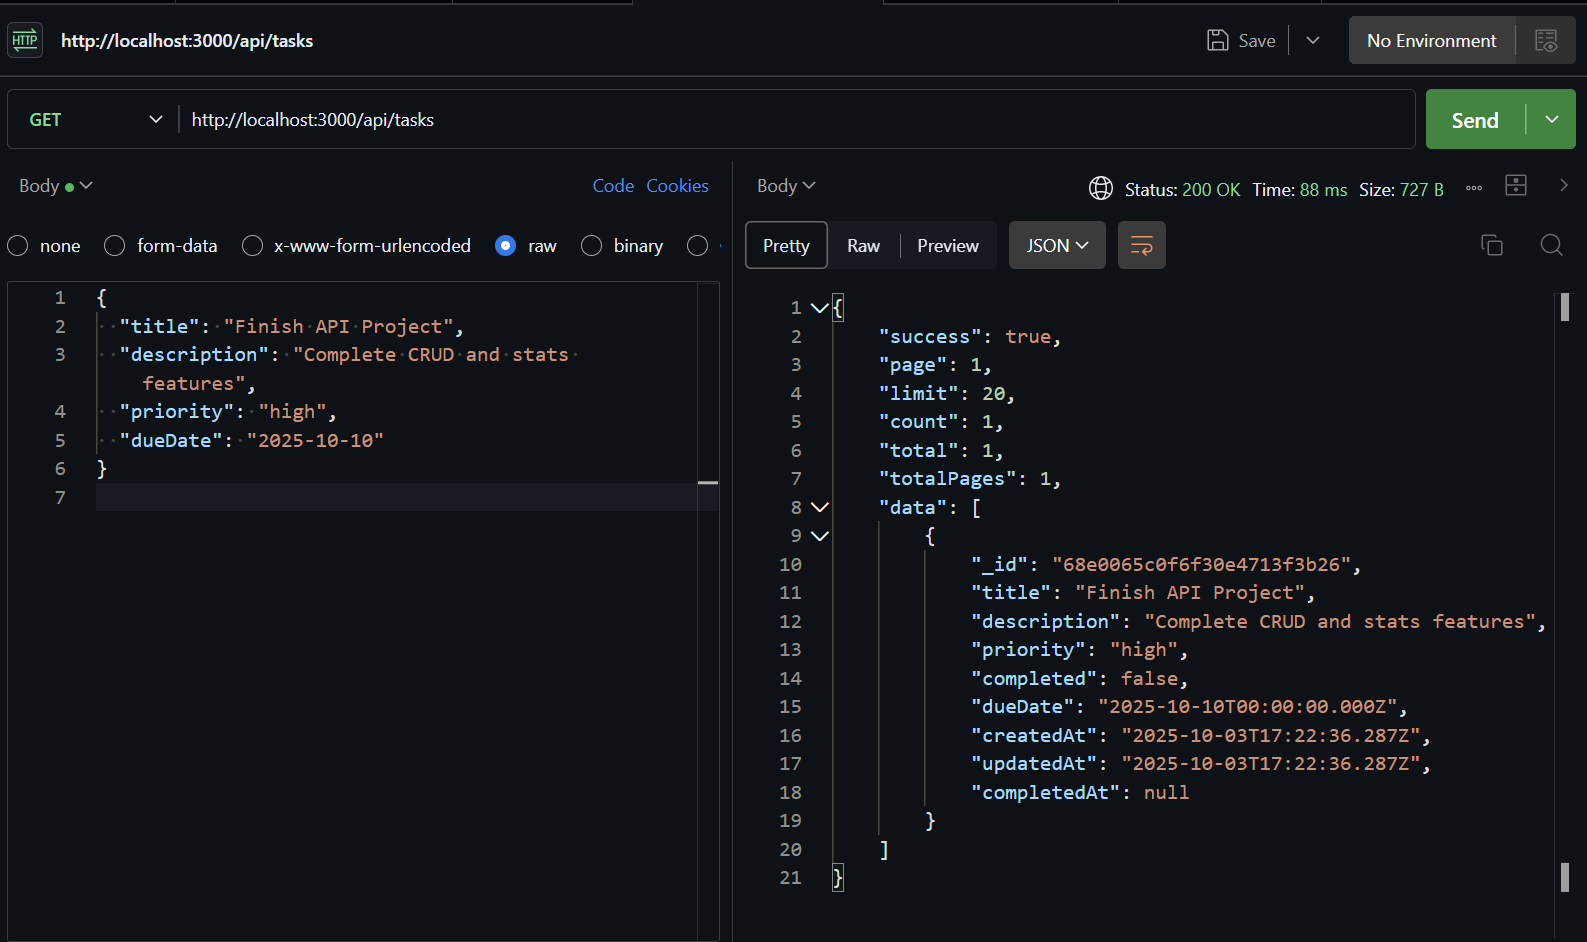 HTTP http://localhost:3000/api/tasks Save No Environment
GET http://localhost:3000/api/tasks Send
Body Code Cookies
none form-data x-www-form-urlencoded raw binary
1 {
2 "title": "Finish API Project",
3 "description": "Complete CRUD and stats
features",
4 "priority": "high",
5 "dueDate": "2025-10-10"
6 }
7
Body Status: 200 OK Time: 88 ms Size: 727 B
Pretty Raw Preview JSON
1 {
2 "success": true,
3 "page": 1,
4 "limit": 20,
5 "count": 1,
6 "total": 1,
7 "totalPages": 1,
8 "data": [
9 {
10 "_id": "68e0065c0f6f30e4713f3b26",
11 "title": "Finish API Project",
12 "description": "Complete CRUD and stats features",
13 "priority": "high",
14 "completed": false,
15 "dueDate": "2025-10-10T00:00:00.000Z",
16 "createdAt": "2025-10-03T17:22:36.287Z",
17 "updatedAt": "2025-10-03T17:22:36.287Z",
18 "completedAt": null
19 }
20 ]
21 }